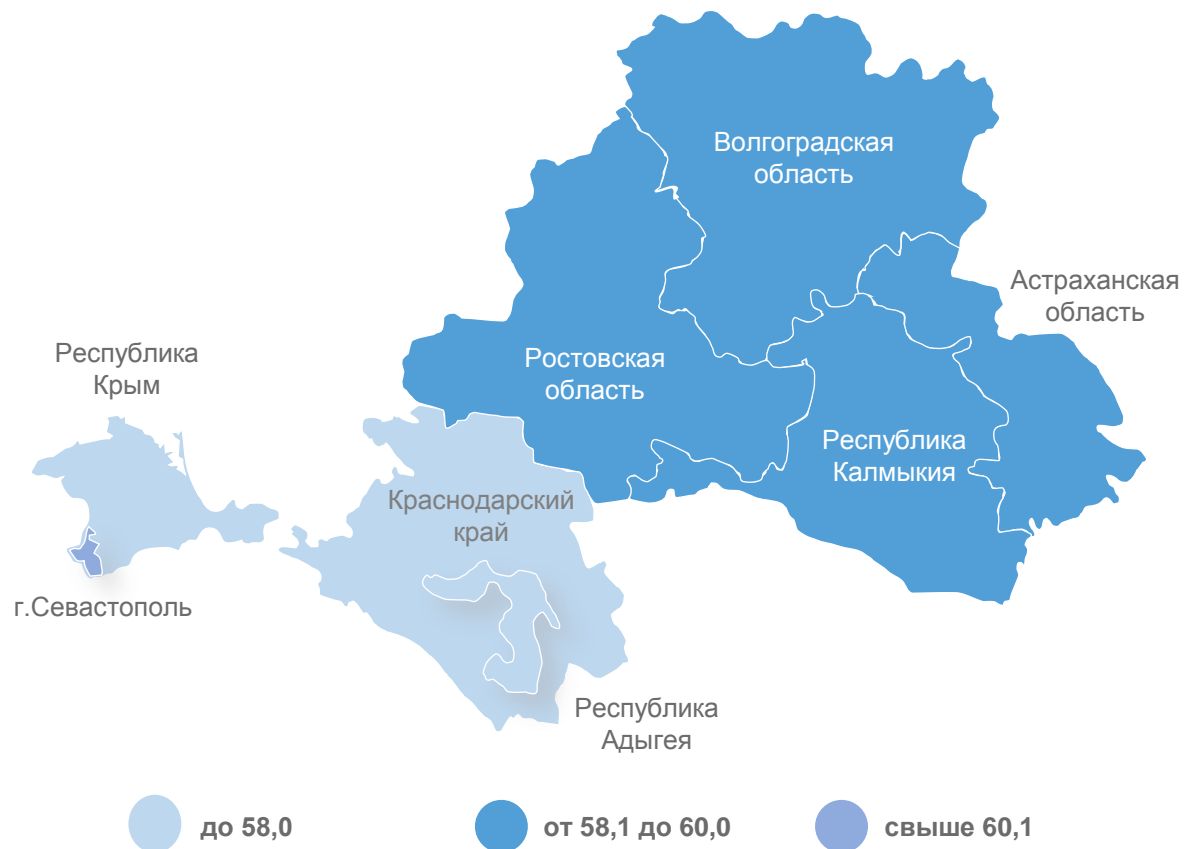 Волгоградская
область
Астраханская
область
Республика
Крым
Ростовская
область
Республика
Калмыкия
Краснодарский
край
г.Севастополь
Республика
Адыгея
до 58,0
от 58,1 до 60,0
свыше 60,1